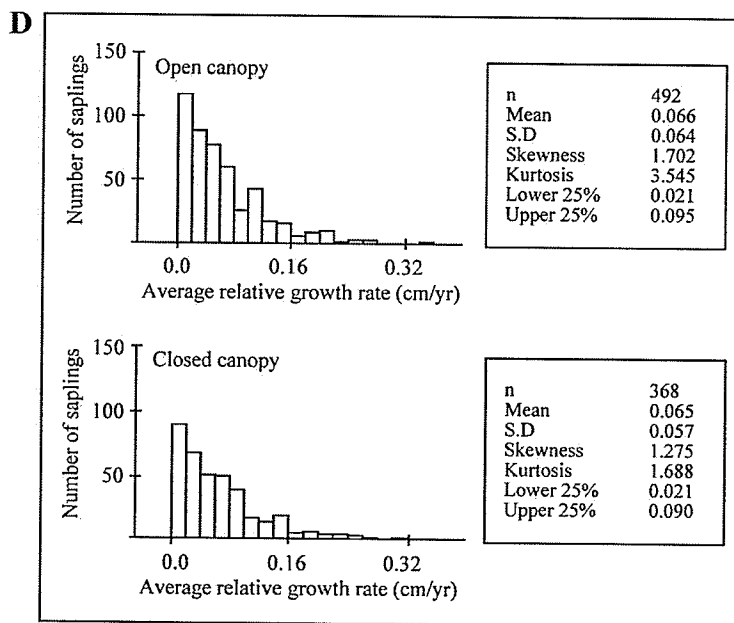 D
Open canopy
150
100
50
Number of saplings
0.0 0.16 0.32
Average relative growth rate (cm/yr)
n 492
Mean 0.066
S.D 0.064
Skewness 1.702
Kurtosis 3.545
Lower 25% 0.021
Upper 25% 0.095
Closed canopy
150
100
50
Number of saplings
0.0 0.16 0.32
Average relative growth rate (cm/yr)
n 368
Mean 0.065
S.D 0.057
Skewness 1.275
Kurtosis 1.688
Lower 25% 0.021
Upper 25% 0.090